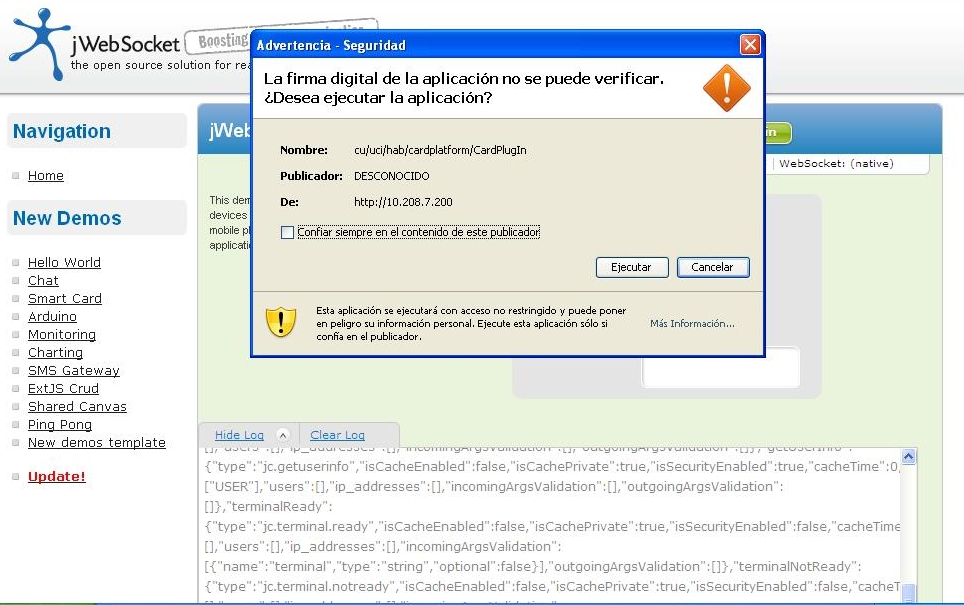 jWebSocket
Boosting
the open source solution for rea
Advertencia - Seguridad
La firma digital de la aplicación no se puede verificar.
¿Desea ejecutar la aplicación?
Nombre: cu/uci/hab/cardplatform/CardPlugIn
Publicador: DESCONOCIDO
De: http://10.208.7.200
Confiar siempre en el contenido de este publicador
Ejecutar
Cancelar
Esta aplicación se ejecutará con acceso no restringido y puede poner
en peligro su información personal. Ejecute esta aplicación sólo si
confía en el publicador.
Más Información...
Navigation
Home
New Demos
Hello World
Chat
Smart Card
Arduino
Monitoring
Charting
SMS Gateway
ExtJS Crud
Shared Canvas
Ping Pong
New demos template
Update!
jWeb
in
WebSocket: (native)
This dem
devices
mobile pl
applicati
Hide Log
Clear Log
[],"users":[],"ip_addresses":[],"incomingArgsValidation":[],"outgoingArgsValidation":[]},"getUserInfo":
{"type":"jc.getuserinfo","isCacheEnabled":false,"isCachePrivate":true,"isSecurityEnabled":true,"cacheTime":0,
["USER"],"users":[],"ip_addresses":[],"incomingArgsValidation":[],"outgoingArgsValidation":
[]},"terminalReady":
{"type":"jc.terminal.ready","isCacheEnabled":false,"isCachePrivate":true,"isSecurityEnabled":false,"cacheTime
[],"users":[],"ip_addresses":[],"incomingArgsValidation":
[{"name":"terminal","type":"string","optional":false}],"outgoingArgsValidation":[]},"terminalNotReady":
{"type":"jc.terminal.notready","isCacheEnabled":false,"isCachePrivate":true,"isSecurityEnabled":false,"cacheT